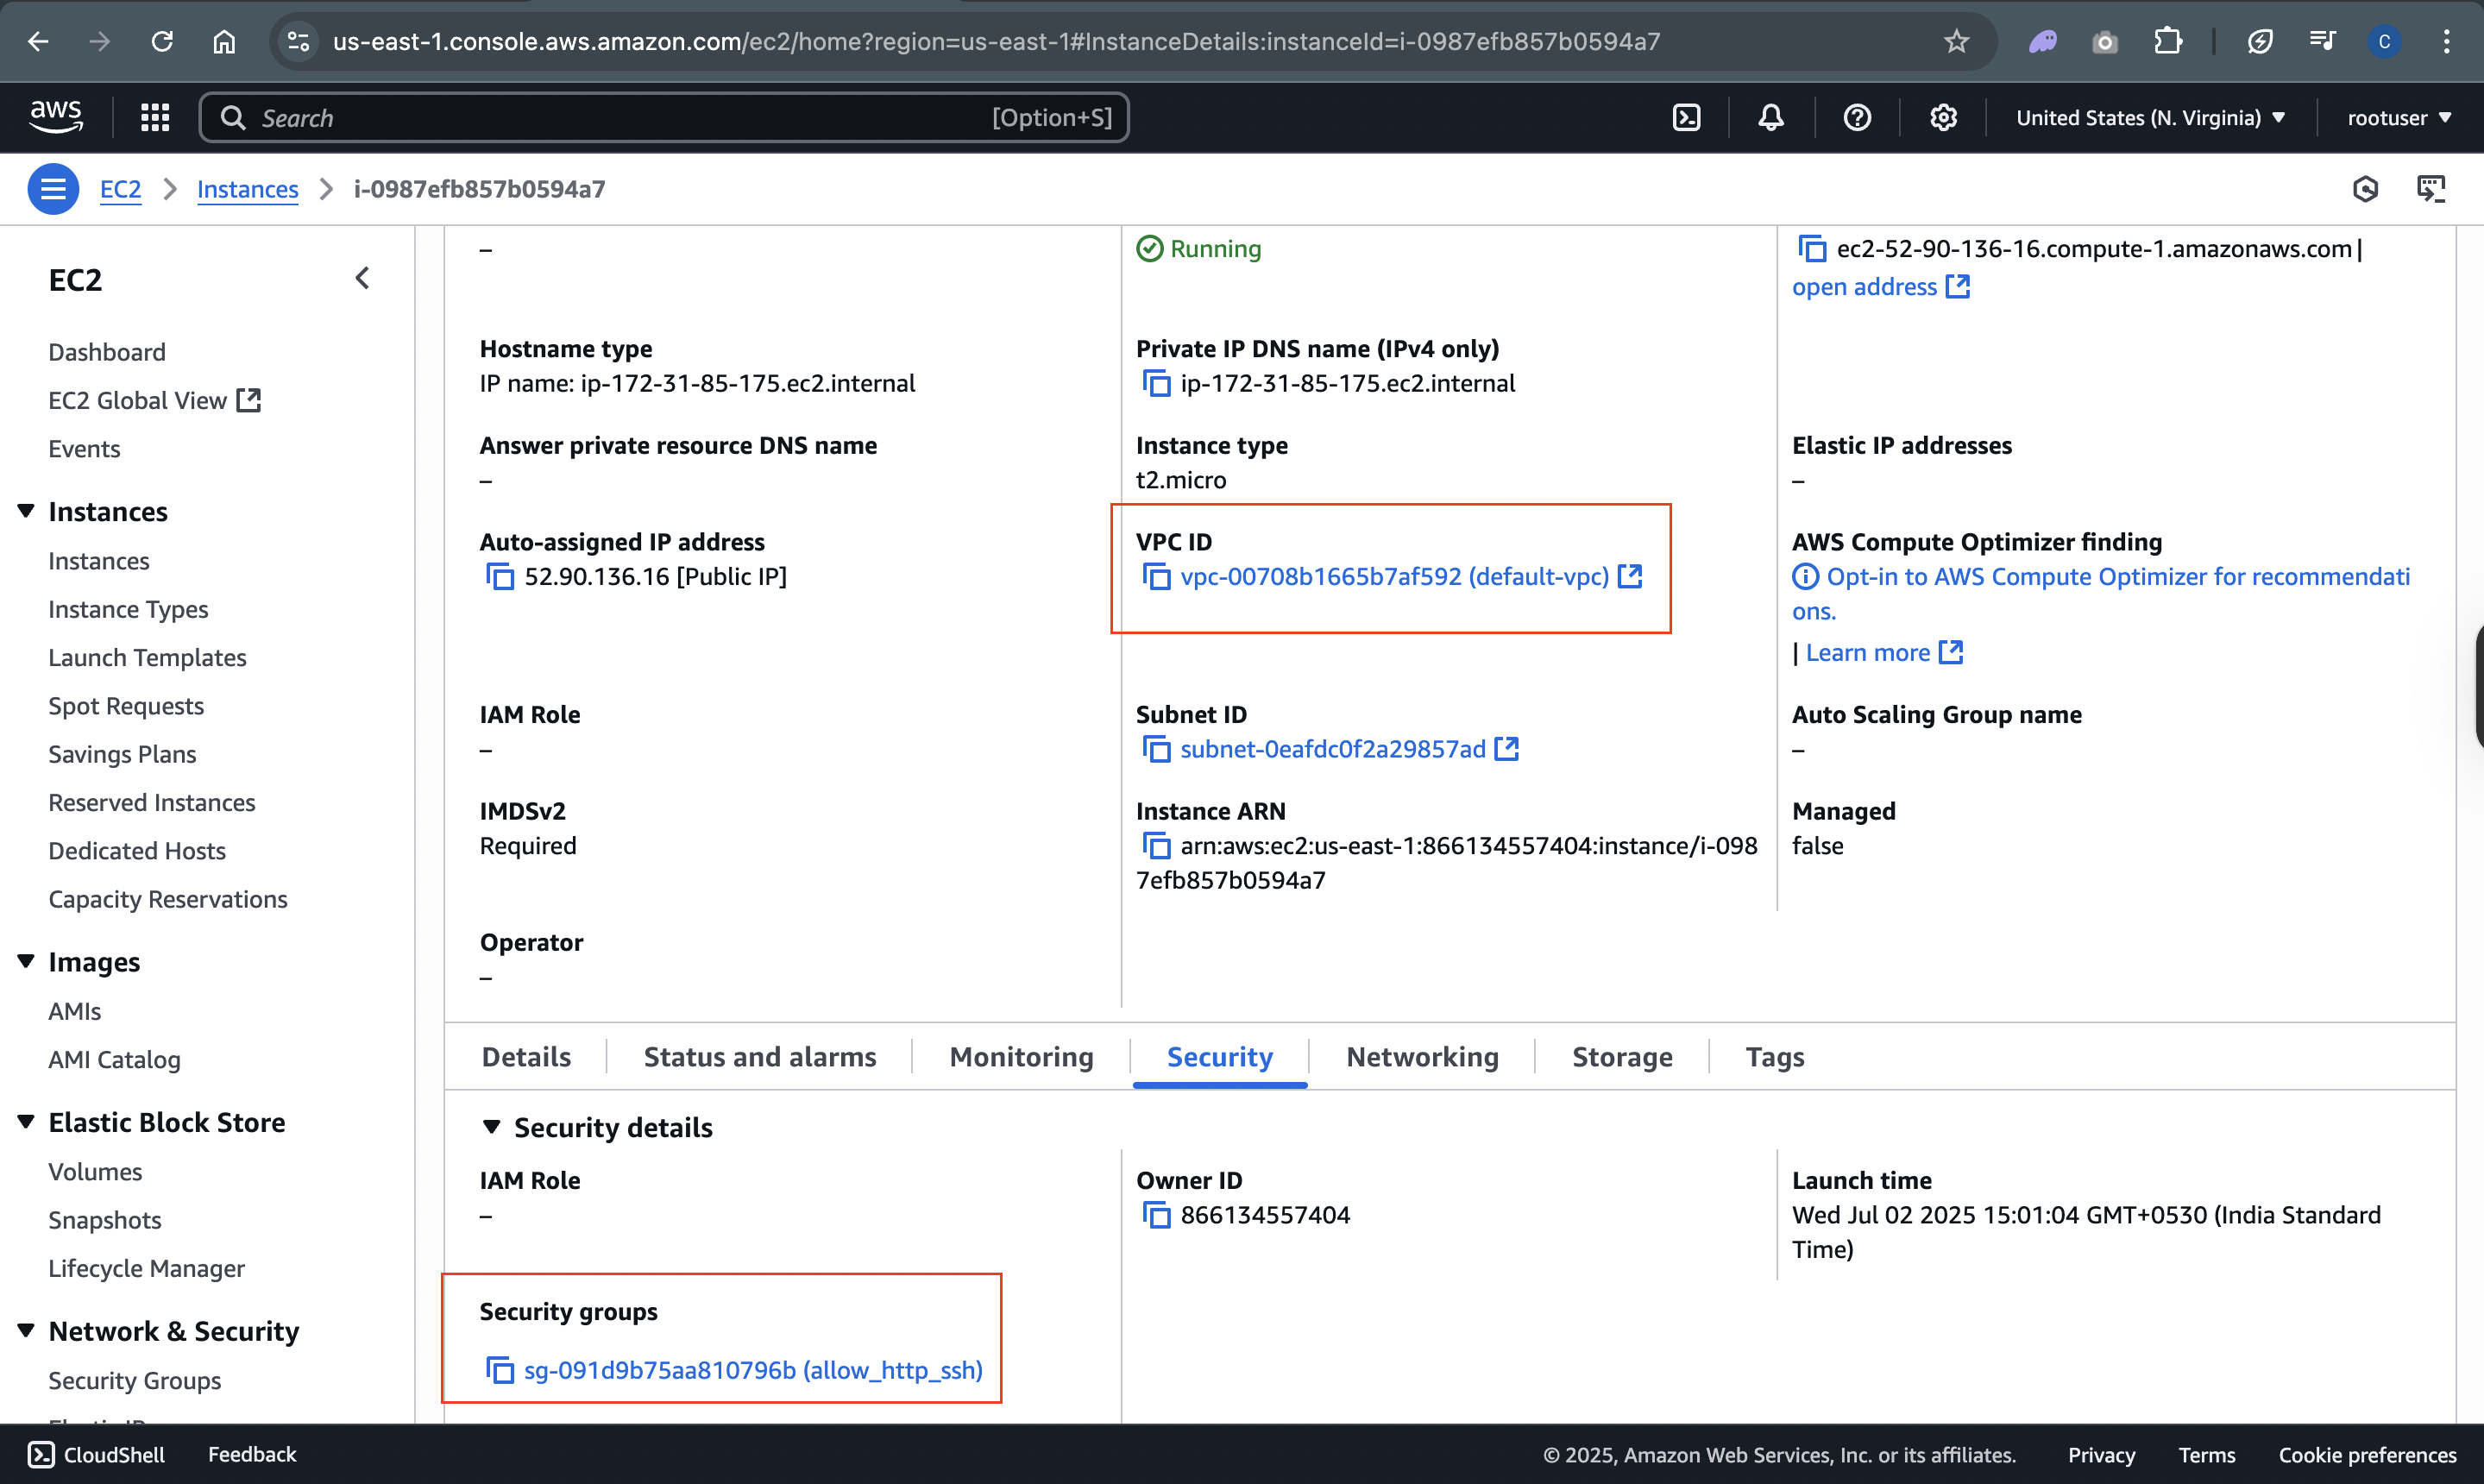 us-east-1.console.aws.amazon.com/ec2/home?region=us-east-1#InstanceDetails:instanceId=i-0987efb857b0594a7
C
aws
Search
[Option+S]
United States (N. Virginia)
rootuser
EC2
Instances
i-0987efb857b0594a7
EC2
Dashboard
EC2 Global View
Events
Instances
Instances
Instance Types
Launch Templates
Spot Requests
Savings Plans
Reserved Instances
Dedicated Hosts
Capacity Reservations
Images
AMIs
AMI Catalog
Elastic Block Store
Volumes
Snapshots
Lifecycle Manager
Network & Security
Security Groups
–
Running
ec2-52-90-136-16.compute-1.amazonaws.com |
open address
Hostname type
IP name: ip-172-31-85-175.ec2.internal
Private IP DNS name (IPv4 only)
ip-172-31-85-175.ec2.internal
Answer private resource DNS name
–
Instance type
t2.micro
Elastic IP addresses
–
Auto-assigned IP address
52.90.136.16 [Public IP]
VPC ID
vpc-00708b1665b7af592 (default-vpc)
AWS Compute Optimizer finding
Opt-in to AWS Compute Optimizer for recommendati
ons.
| Learn more
IAM Role
–
Subnet ID
subnet-0eafdc0f2a29857ad
Auto Scaling Group name
–
IMDSv2
Required
Instance ARN
arn:aws:ec2:us-east-1:866134557404:instance/i-098
7efb857b0594a7
Managed
false
Operator
–
Details
Status and alarms
Monitoring
Security
Networking
Storage
Tags
Security details
IAM Role
–
Owner ID
866134557404
Launch time
Wed Jul 02 2025 15:01:04 GMT+0530 (India Standard
Time)
Security groups
sg-091d9b75aa810796b (allow_http_ssh)
CloudShell
Feedback
© 2025, Amazon Web Services, Inc. or its affiliates.
Privacy
Terms
Cookie preferences